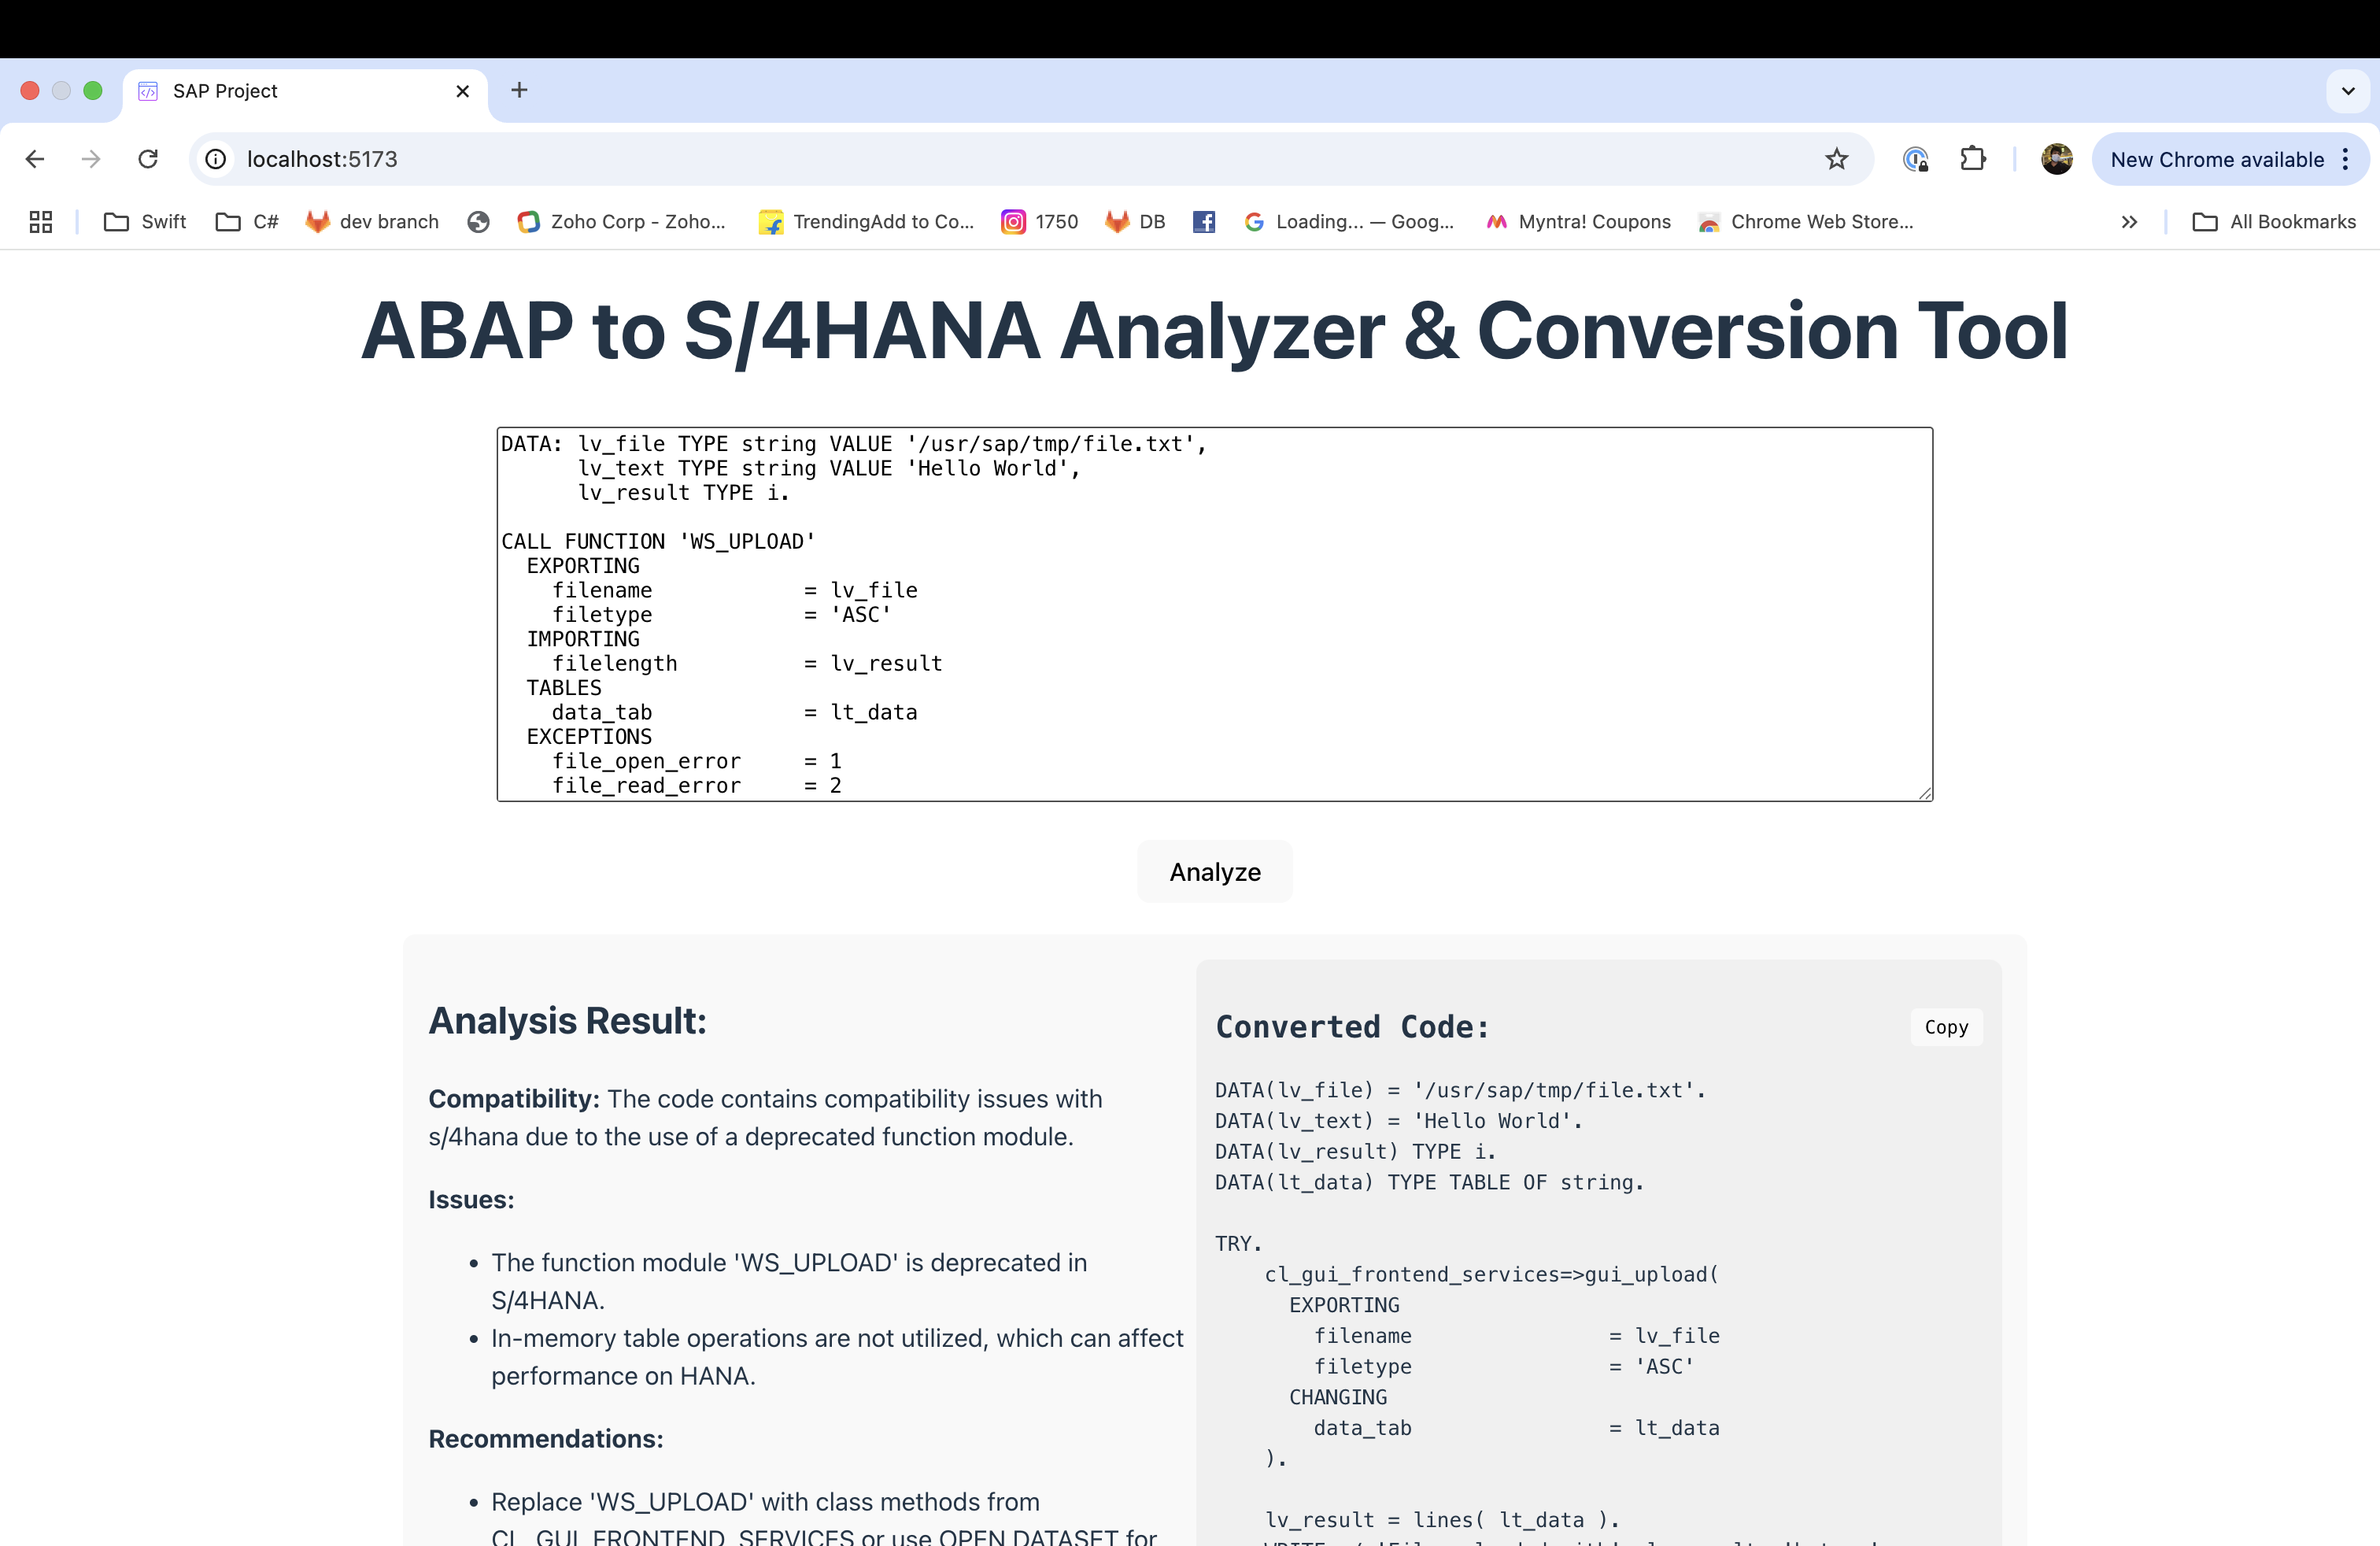 SAP Project
localhost:5173
New Chrome available
Swift
C#
dev branch
Zoho Corp - Zoho...
TrendingAdd to Co...
1750
DB
Loading... — Goog...
Myntra! Coupons
Chrome Web Store...
All Bookmarks
ABAP to S/4HANA Analyzer & Conversion Tool
DATA: lv_file TYPE string VALUE '/usr/sap/tmp/file.txt',
lv_text TYPE string VALUE 'Hello World',
lv_result TYPE i.
CALL FUNCTION 'WS_UPLOAD'
EXPORTING
filename = lv_file
filetype = 'ASC'
IMPORTING
filelength = lv_result
TABLES
data_tab = lt_data
EXCEPTIONS
file_open_error = 1
file_read_error = 2
Analyze
Analysis Result:
Compatibility: The code contains compatibility issues with
s/4hana due to the use of a deprecated function module.
Issues:
• The function module 'WS_UPLOAD' is deprecated in
S/4HANA.
• In-memory table operations are not utilized, which can affect
performance on HANA.
Recommendations:
• Replace 'WS_UPLOAD' with class methods from
CL_GUI_FRONTEND_SERVICES or use OPEN DATASET for
Converted Code:
Copy
DATA(lv_file) = '/usr/sap/tmp/file.txt'.
DATA(lv_text) = 'Hello World'.
DATA(lv_result) TYPE i.
DATA(lt_data) TYPE TABLE OF string.
TRY.
cl_gui_frontend_services=>gui_upload(
EXPORTING
filename = lv_file
filetype = 'ASC'
CHANGING
data_tab = lt_data
).
lv_result = lines( lt_data ).